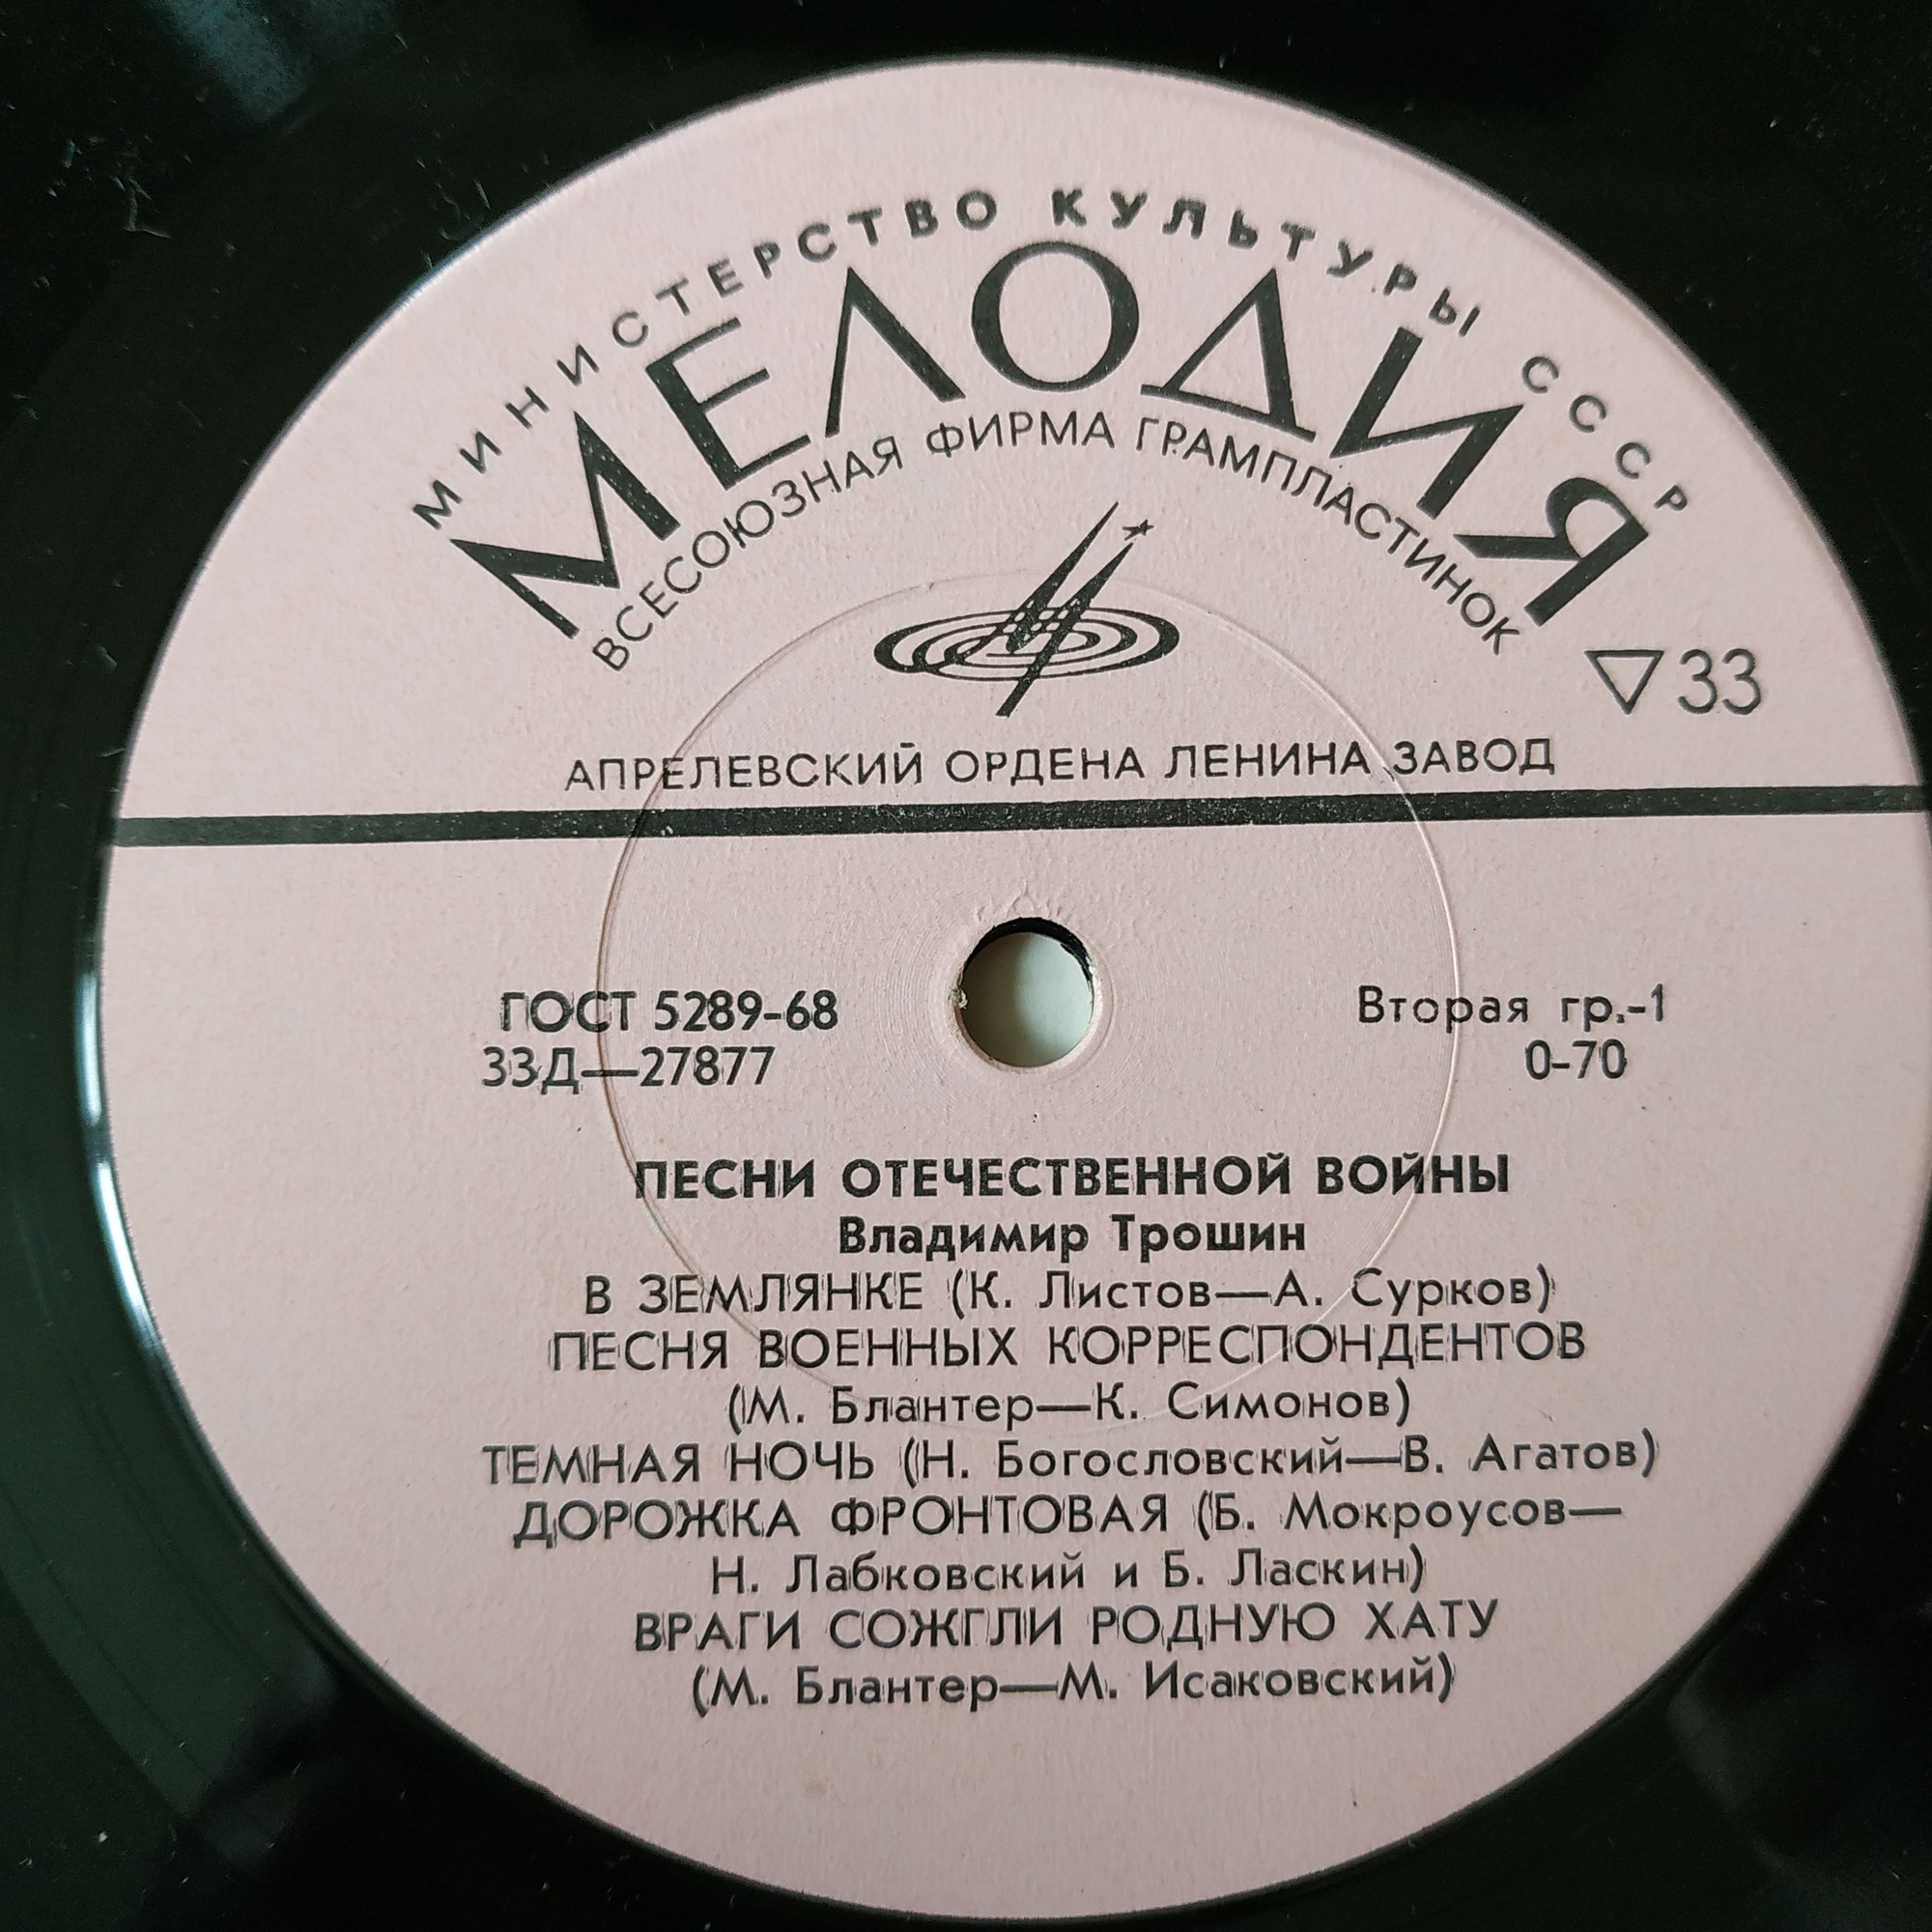 МИНИСТЕРСТВО КУЛЬТУРЫ СССР
МЕЛОДИЯ
ВСЕСОЮЗНАЯ ФИРМА ГРАМПЛАСТИНОК
▽33
АПРЕЛЕВСКИЙ ОРДЕНА ЛЕНИНА ЗАВОД
ГОСТ 5289-68
Вторая гр.-1
33Д—27877
0-70
ПЕСНИ ОТЕЧЕСТВЕННОЙ ВОЙНЫ
Владимир Трошин
В ЗЕМЛЯНКЕ (К. Листов—А. Сурков)
ПЕСНЯ ВОЕННЫХ КОРРЕСПОНДЕНТОВ
(М. Блантер—К. Симонов)
ТЕМНАЯ НОЧЬ (Н. Богословский—В. Агатов)
ДОРОЖКА ФРОНТОВАЯ (Б. Мокроусов—
Н. Лабковский и Б. Ласкин)
ВРАГИ СОЖГЛИ РОДНУЮ ХАТУ
(М. Блантер—М. Исаковский)